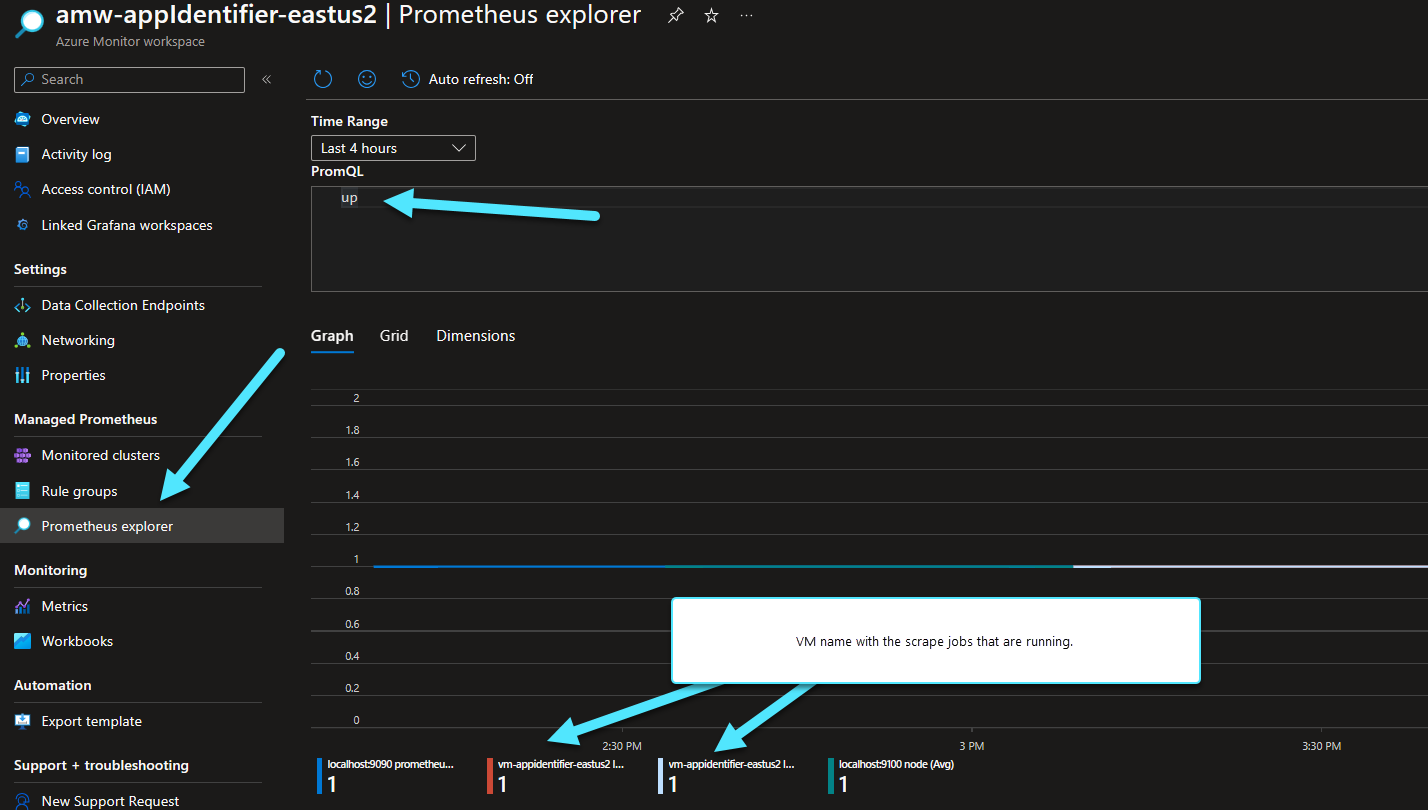 amw-appIdentifier-eastus2 | Prometheus explorer
Azure Monitor workspace
Search
«
Overview
Activity log
Access control (IAM)
Linked Grafana workspaces
Settings
Data Collection Endpoints
Networking
Properties
Managed Prometheus
Monitored clusters
Rule groups
Prometheus explorer
Monitoring
Metrics
Workbooks
Automation
Export template
Support + troubleshooting
New Support Request
Auto refresh: Off
Time Range
Last 4 hours
PromQL
up
Graph Grid Dimensions
2
1.8
1.6
1.4
1.2
1
0.8
0.6
0.4
0.2
0
VM name with the scrape jobs that are running.
2:30 PM 3 PM 3:30 PM
localhost:9090 prometheu...
1
vm-appidentifier-eastus2 l...
1
vm-appidentifier-eastus2 l...
1
localhost:9100 node (Avg)
1